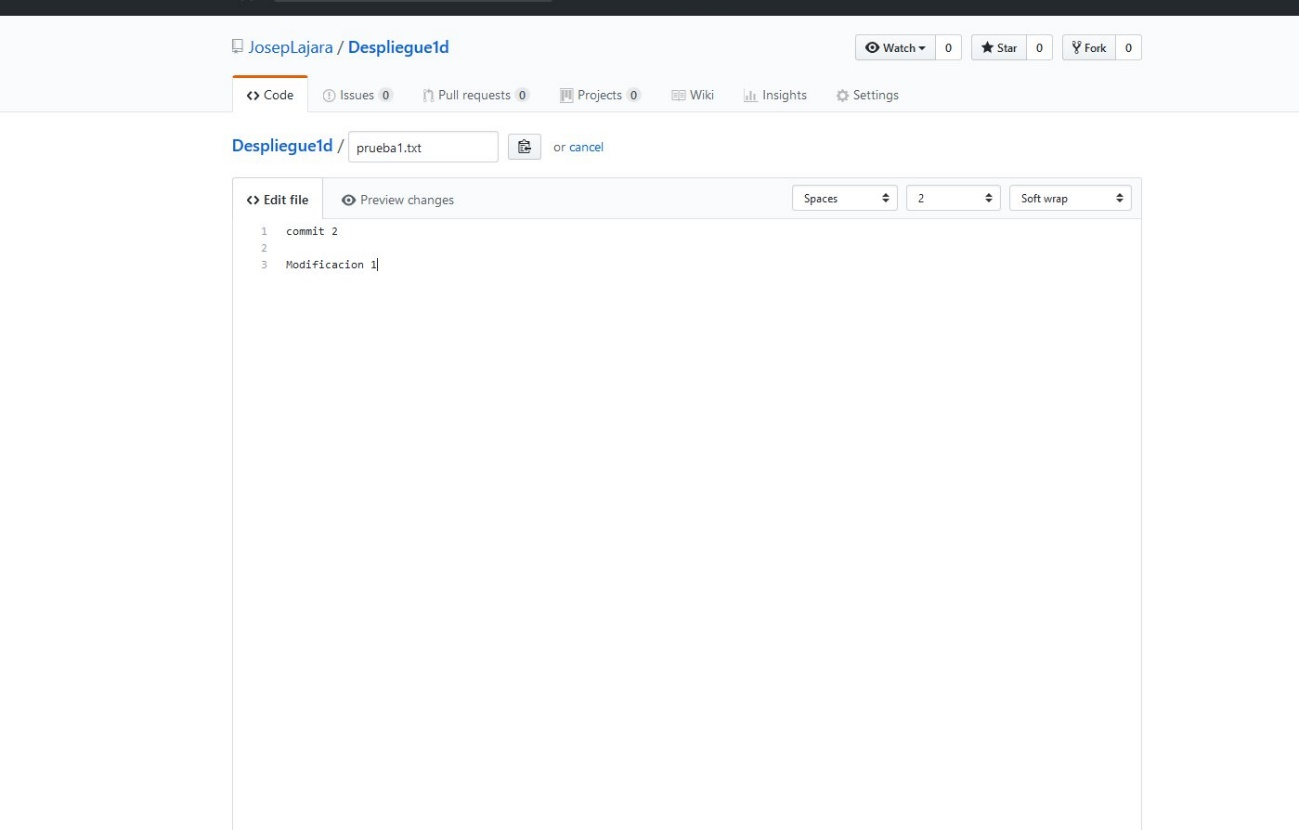 JosepLajara / Despliegue1d
Watch 0 Star 0 Fork 0
Code Issues 0 Pull requests 0 Projects 0 Wiki Insights Settings
Despliegue1d / prueba1.txt or cancel
Edit file Preview changes Spaces 2 Soft wrap
1 commit 2
2
3 Modificacion 1